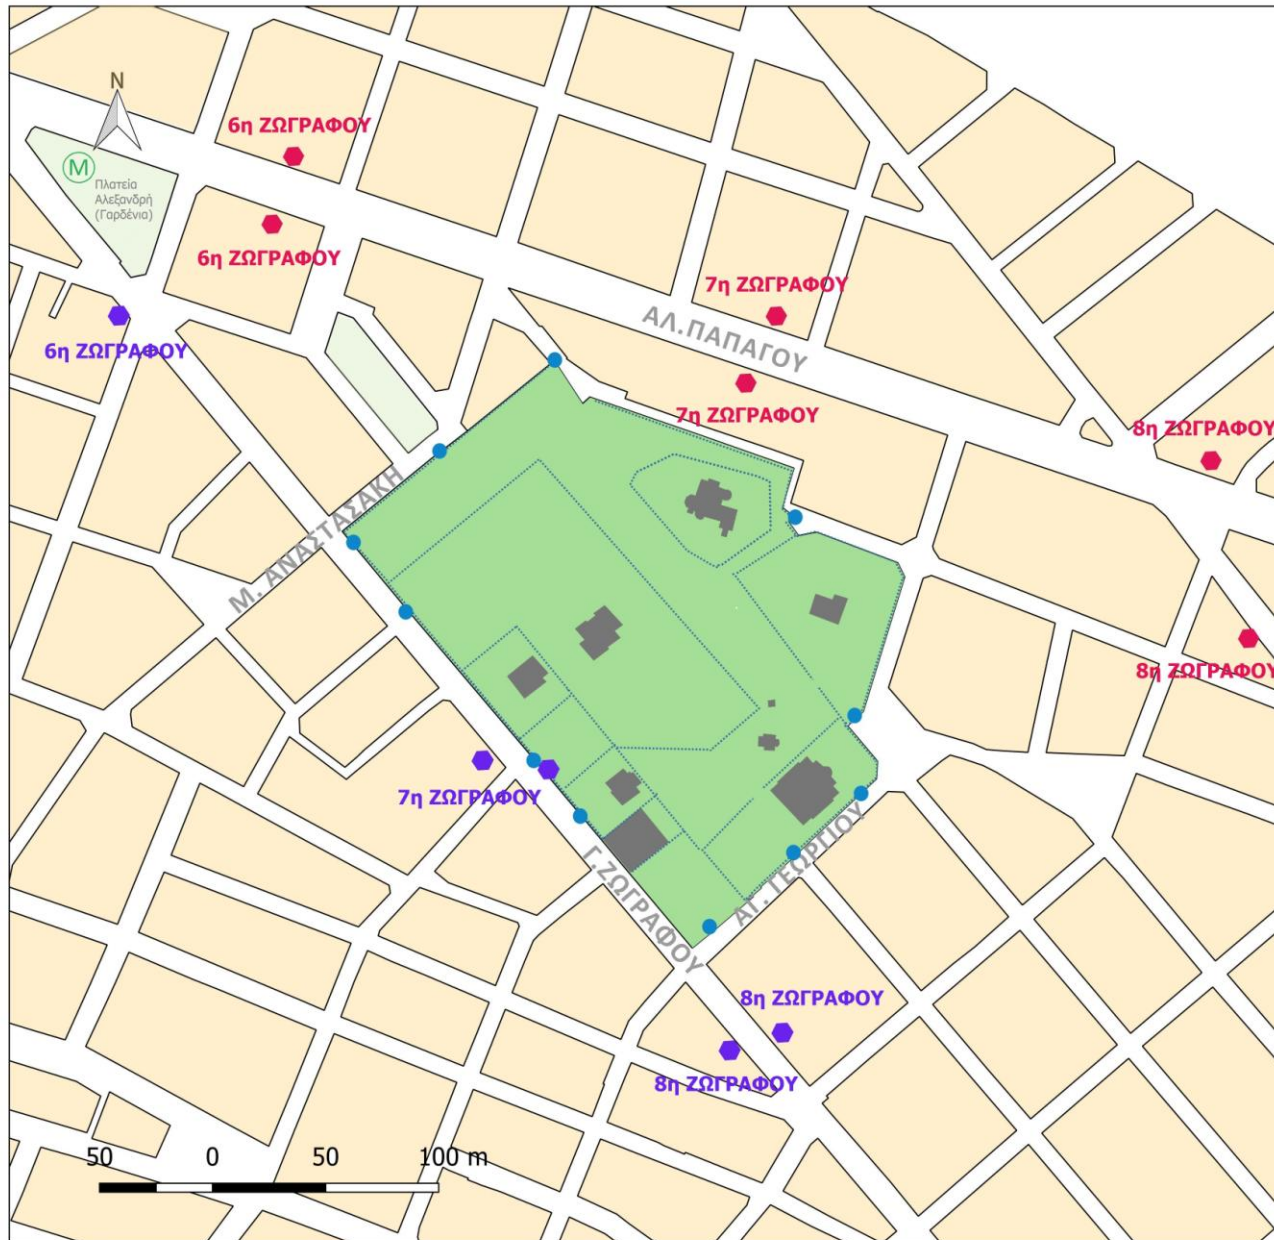 N
6η ΖΩΓΡΑΦΟΥ
M
Πλατεία
Αλεξανδρή
(Γαρδένια)
6η ΖΩΓΡΑΦΟΥ
7η ΖΩΓΡΑΦΟΥ
ΑΛ.ΠΑΠΑΓΟΥ
6η ΖΩΓΡΑΦΟΥ
7η ΖΩΓΡΑΦΟΥ
8η ΖΩΓΡΑΦΟΥ
Μ. ΑΝΑΣΤΑΣΑΚΗ
8η ΖΩΓΡΑΦΟΥ
7η ΖΩΓΡΑΦΟΥ
Γ.ΖΩΓΡΑΦΟΥ
ΑΓ. ΓΕΩΡΓΙΟΥ
8η ΖΩΓΡΑΦΟΥ
8η ΖΩΓΡΑΦΟΥ
50 0 50 100 m